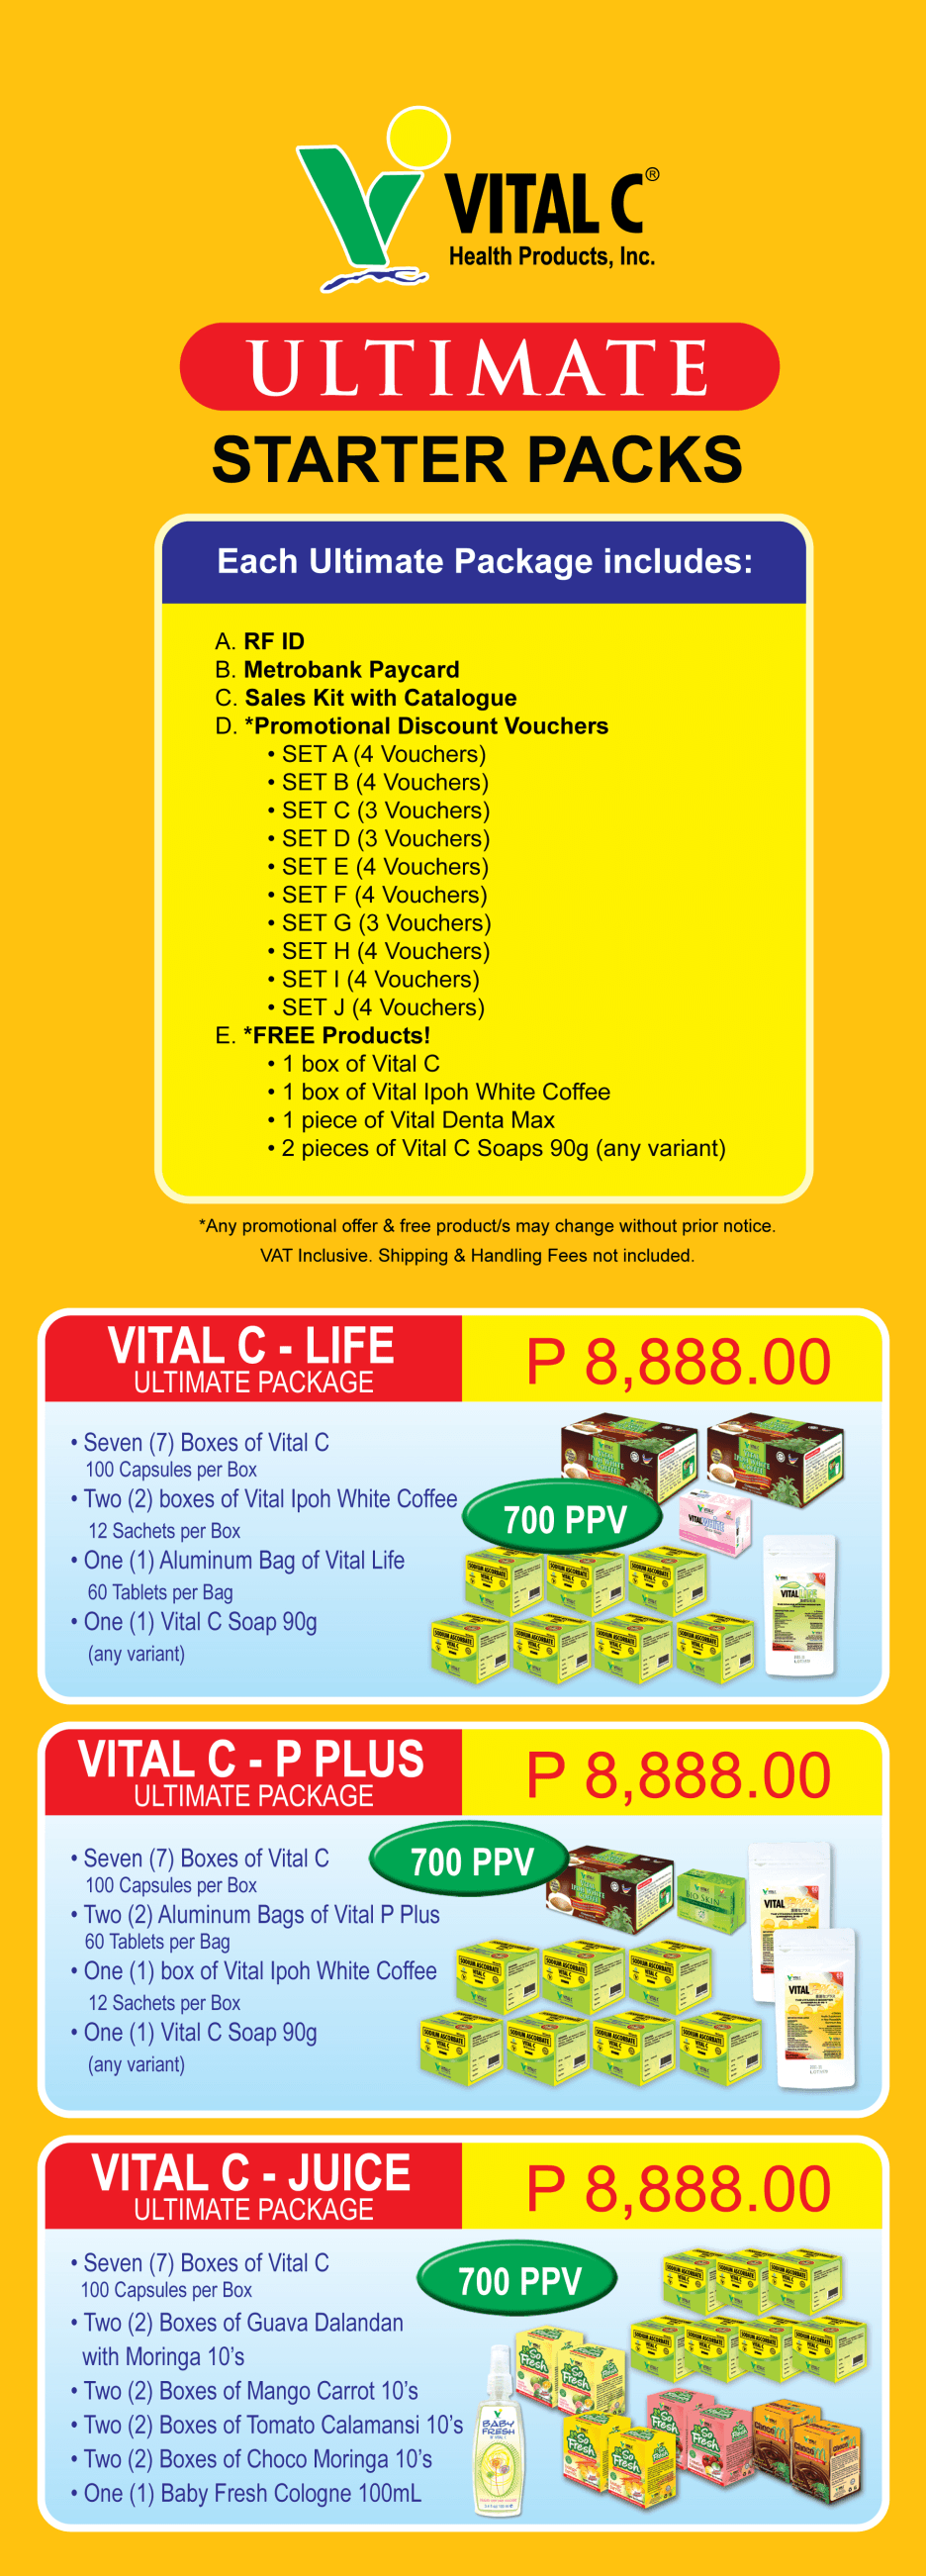 VITAL C®
Health Products, Inc.
ULTIMATE
STARTER PACKS
Each Ultimate Package includes:
A. RF ID
B. Metrobank Paycard
C. Sales Kit with Catalogue
D. *Promotional Discount Vouchers
• SET A (4 Vouchers)
• SET B (4 Vouchers)
• SET C (3 Vouchers)
• SET D (3 Vouchers)
• SET E (4 Vouchers)
• SET F (4 Vouchers)
• SET G (3 Vouchers)
• SET H (4 Vouchers)
• SET I (4 Vouchers)
• SET J (4 Vouchers)
E. *FREE Products!
• 1 box of Vital C
• 1 box of Vital Ipoh White Coffee
• 1 piece of Vital Denta Max
• 2 pieces of Vital C Soaps 90g (any variant)
*Any promotional offer & free product/s may change without prior notice.
VAT Inclusive. Shipping & Handling Fees not included.
VITAL C - LIFE
ULTIMATE PACKAGE
P 8,888.00
• Seven (7) Boxes of Vital C
100 Capsules per Box
• Two (2) boxes of Vital Ipoh White Coffee
12 Sachets per Box
• One (1) Aluminum Bag of Vital Life
60 Tablets per Bag
• One (1) Vital C Soap 90g
(any variant)
700 PPV
VITAL C - P PLUS
ULTIMATE PACKAGE
P 8,888.00
• Seven (7) Boxes of Vital C
100 Capsules per Box
• Two (2) Aluminum Bags of Vital P Plus
60 Tablets per Bag
• One (1) box of Vital Ipoh White Coffee
12 Sachets per Box
• One (1) Vital C Soap 90g
(any variant)
700 PPV
BIO SKIN
VITAL C - JUICE
ULTIMATE PACKAGE
P 8,888.00
• Seven (7) Boxes of Vital C
100 Capsules per Box
• Two (2) Boxes of Guava Dalandan
with Moringa 10's
• Two (2) Boxes of Mango Carrot 10's
• Two (2) Boxes of Tomato Calamansi 10's
• Two (2) Boxes of Choco Moringa 10's
• One (1) Baby Fresh Cologne 100mL
700 PPV
BABY
FRESH